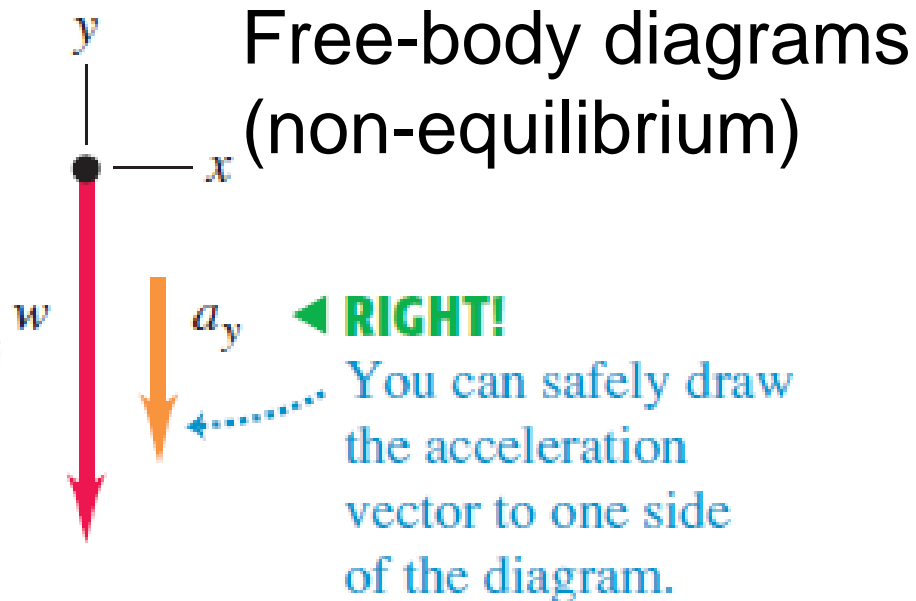 y
Free-body diagrams
(non-equilibrium)
x
w
a_y
RIGHT!
You can safely draw
the acceleration
vector to one side
of the diagram.